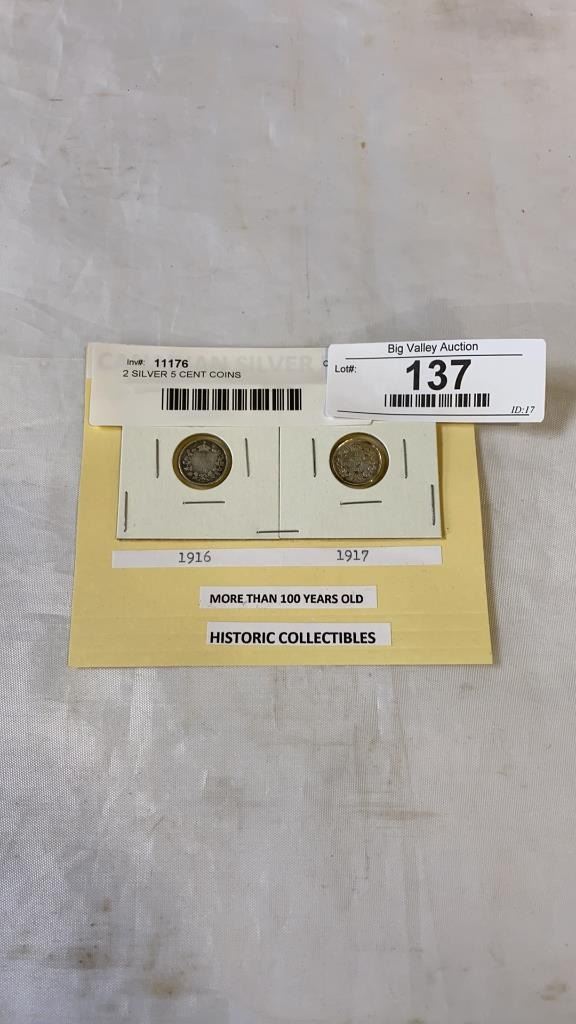 Inv#: 11176
2 SILVER 5 CENT COINS
Big Valley Auction
Lot#:
137
ID:17
1916 1917
MORE THAN 100 YEARS OLD
HISTORIC COLLECTIBLES